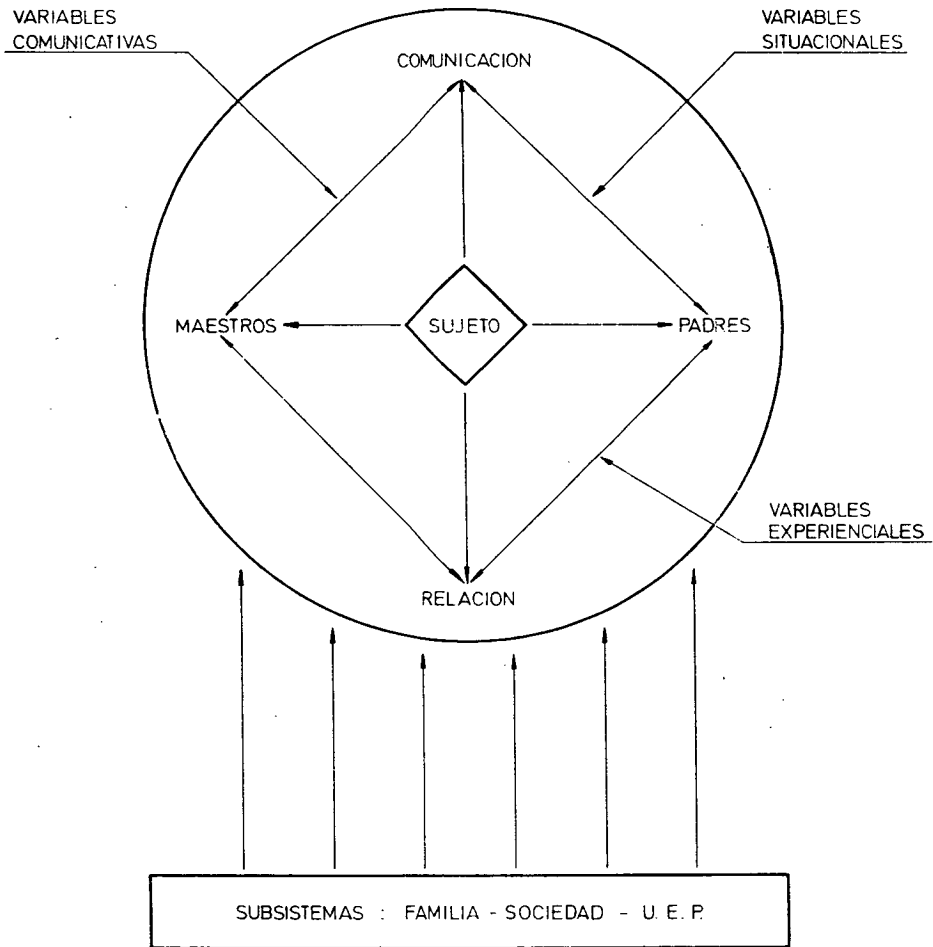 VARIABLES
COMUNICATIVAS
VARIABLES
SITUACIONALES
COMUNICACION
MAESTROS
SUJETO
PADRES
VARIABLES
EXPERIENCIALES
RELACION
SUBSISTEMAS : FAMILIA - SOCIEDAD - U. E. P.